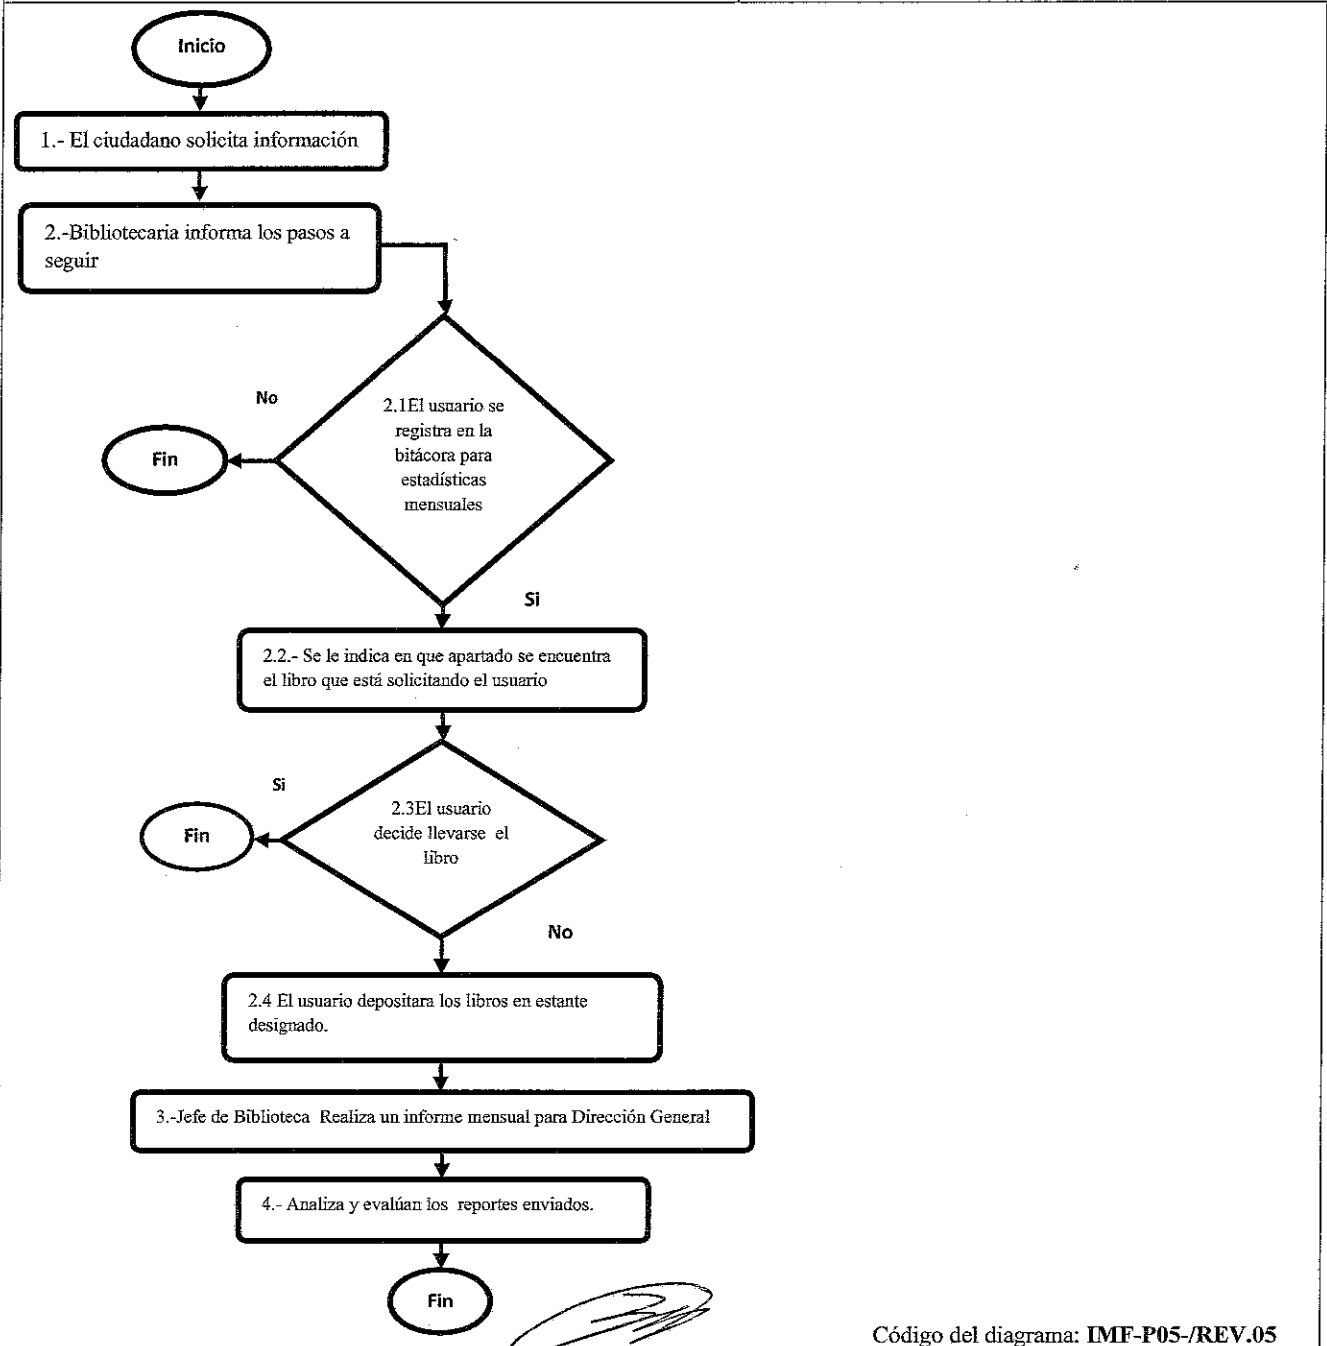 Inicio
1.- El ciudadano solicita información
2.-Bibliotecaria informa los pasos a
seguir
No
2.1El usuario se
registra en la
bitácora para
estadísticas
mensuales
Fin
Si
2.2.- Se le indica en que apartado se encuentra
el libro que está solicitando el usuario
Si
2.3El usuario
decide llevarse el
libro
Fin
No
2.4 El usuario depositara los libros en estante
designado.
3.-Jefe de Biblioteca Realiza un informe mensual para Dirección General
4.- Analiza y evalúan los reportes enviados.
Fin
Código del diagrama: IMF-P05-/REV.05